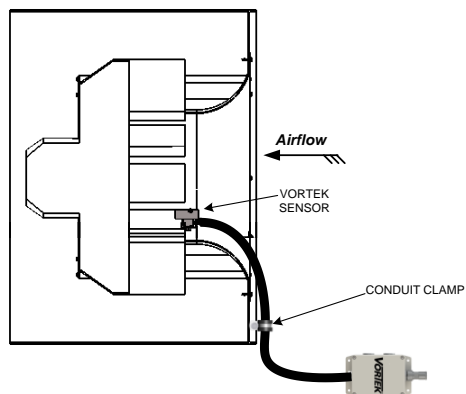 Airflow
VORTEK
SENSOR
CONDUIT CLAMP
VORTEK